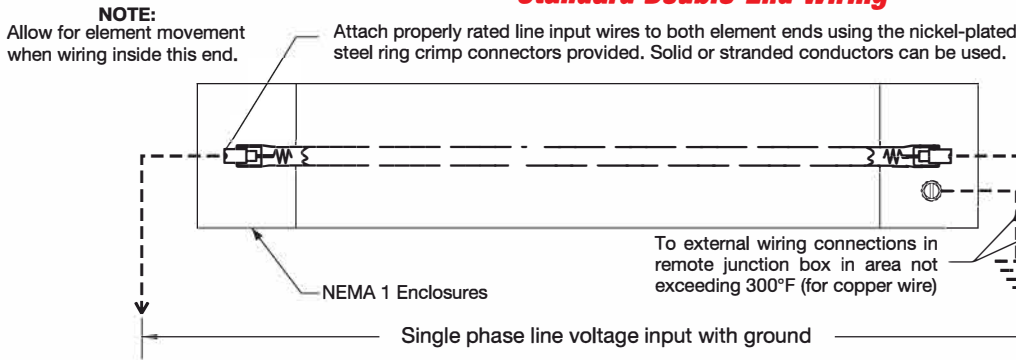 Standard Double-End Wiring
NOTE:
Allow for element movement
when wiring inside this end.
Attach properly rated line input wires to both element ends using the nickel-plated
steel ring crimp connectors provided. Solid or stranded conductors can be used.
To external wiring connections in
remote junction box in area not
exceeding 300°F (for copper wire)
NEMA 1 Enclosures
Single phase line voltage input with ground